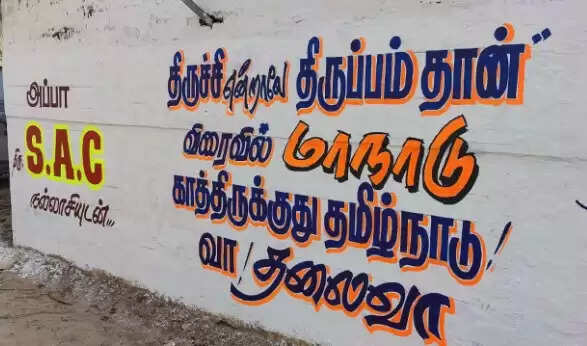 அப்பா
திரு S.A.C
நல்லாசியுடன்...
திருச்சி என்றாலே திருப்பம் தான்"
விரைவில் மாநாடு
காத்திருக்குது தமிழ்நாடு!
வா! தலைவா